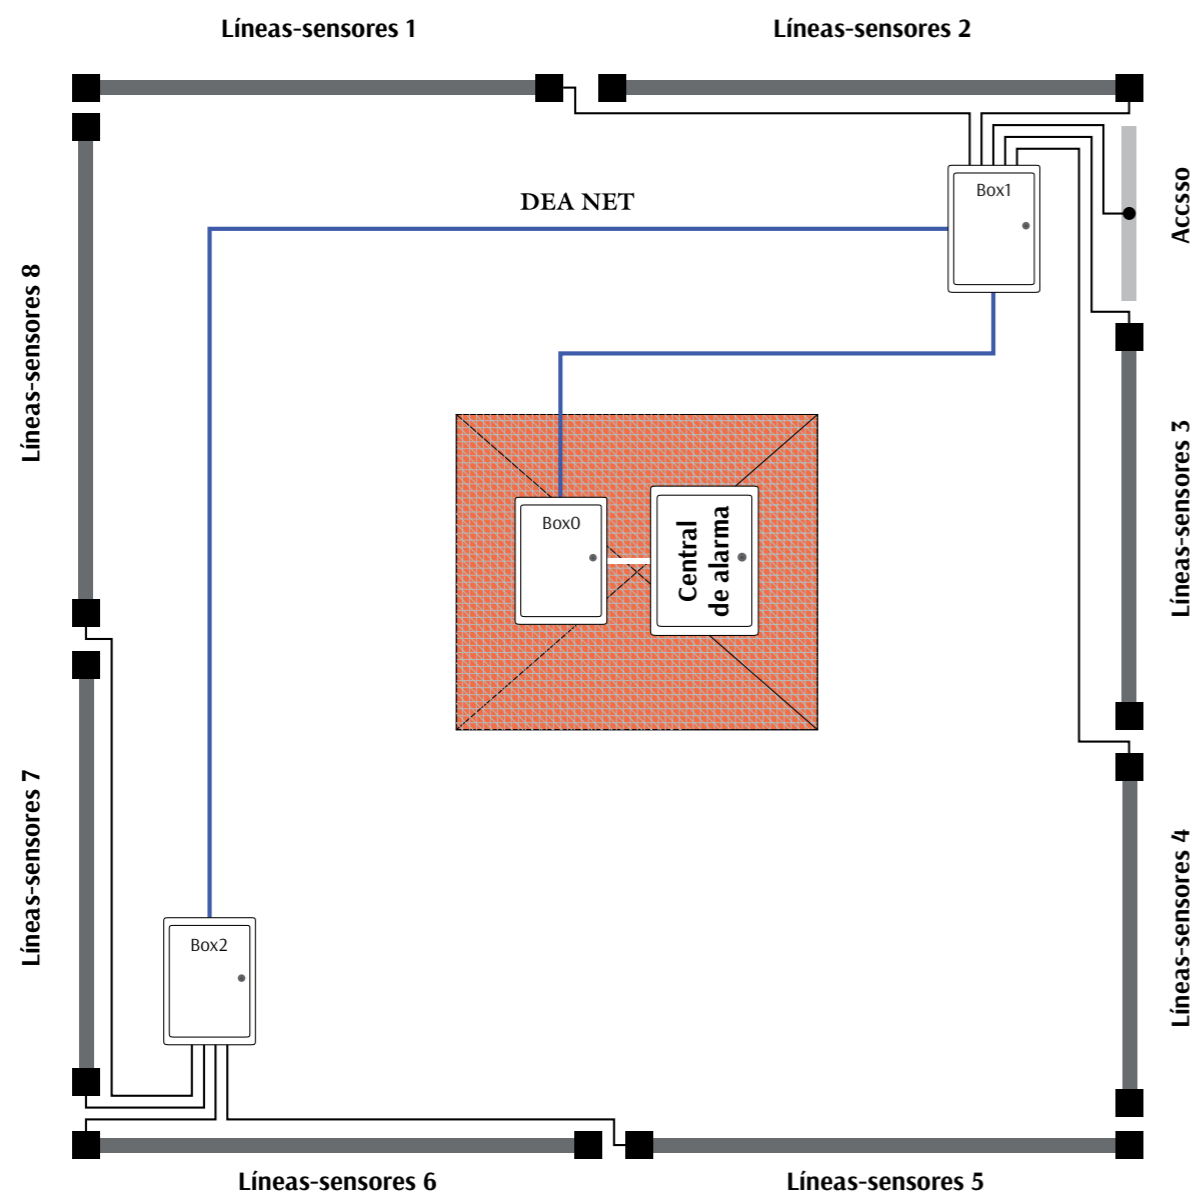 Líneas-sensores 1
Líneas-sensores 2
Box1
Accsso
DEA NET
Líneas-sensores 8
Líneas-sensores 3
Box0
Central
de alarma
Líneas-sensores 7
Líneas-sensores 4
Box2
Líneas-sensores 6
Líneas-sensores 5